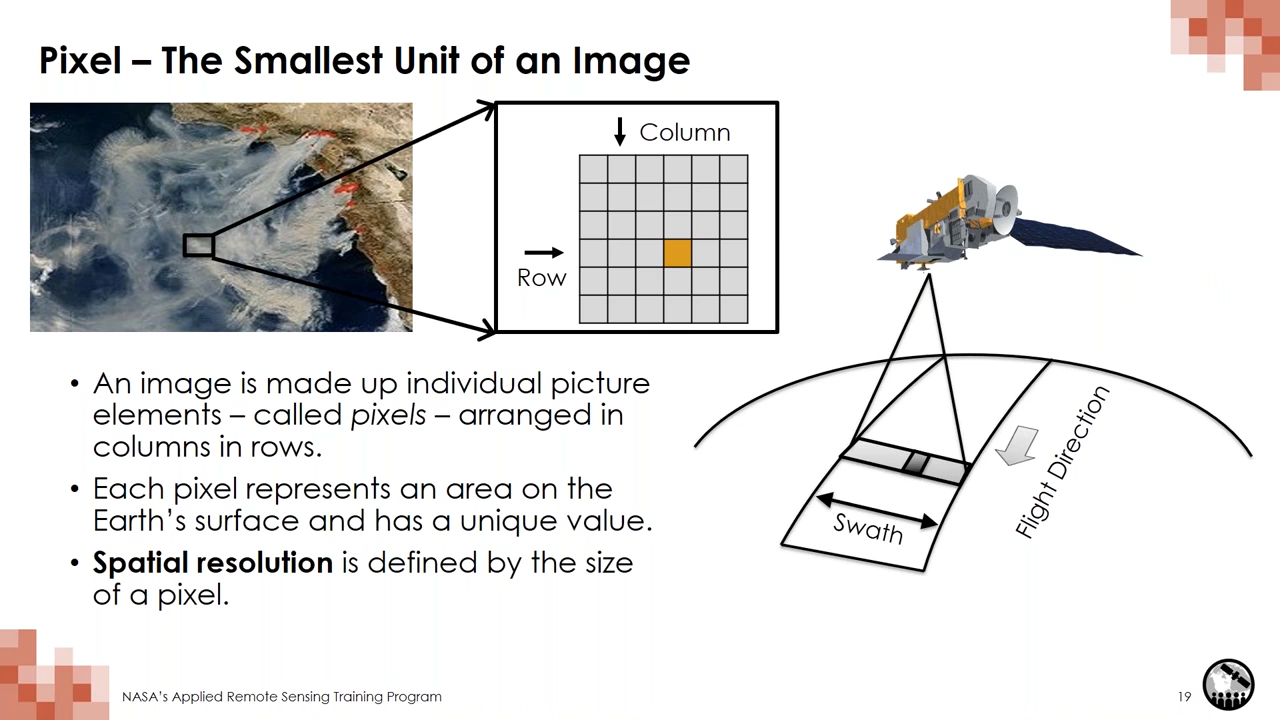 Pixel – The Smallest Unit of an Image
Column
Row
• An image is made up individual picture
elements – called pixels – arranged in
columns in rows.
• Each pixel represents an area on the
Earth’s surface and has a unique value.
• Spatial resolution is defined by the size
of a pixel.
Swath
Flight Direction
NASA’s Applied Remote Sensing Training Program
19